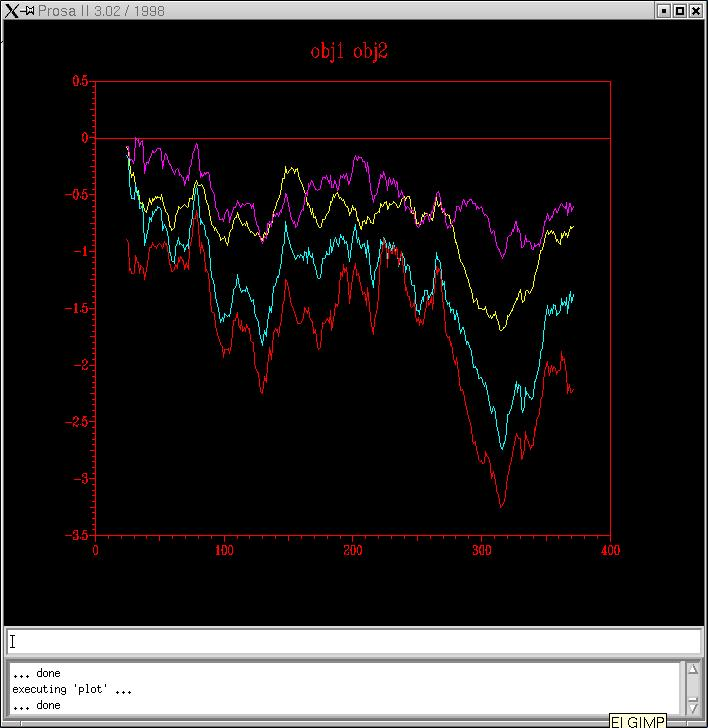 Prosa II 3.02 / 1998
obj1 obj2
0.5
0
-0.5
-1
-1.5
-2
-2.5
-3
-3.5
0 100 200 300 400
... done
executing 'plot' ...
... done
El GIMP